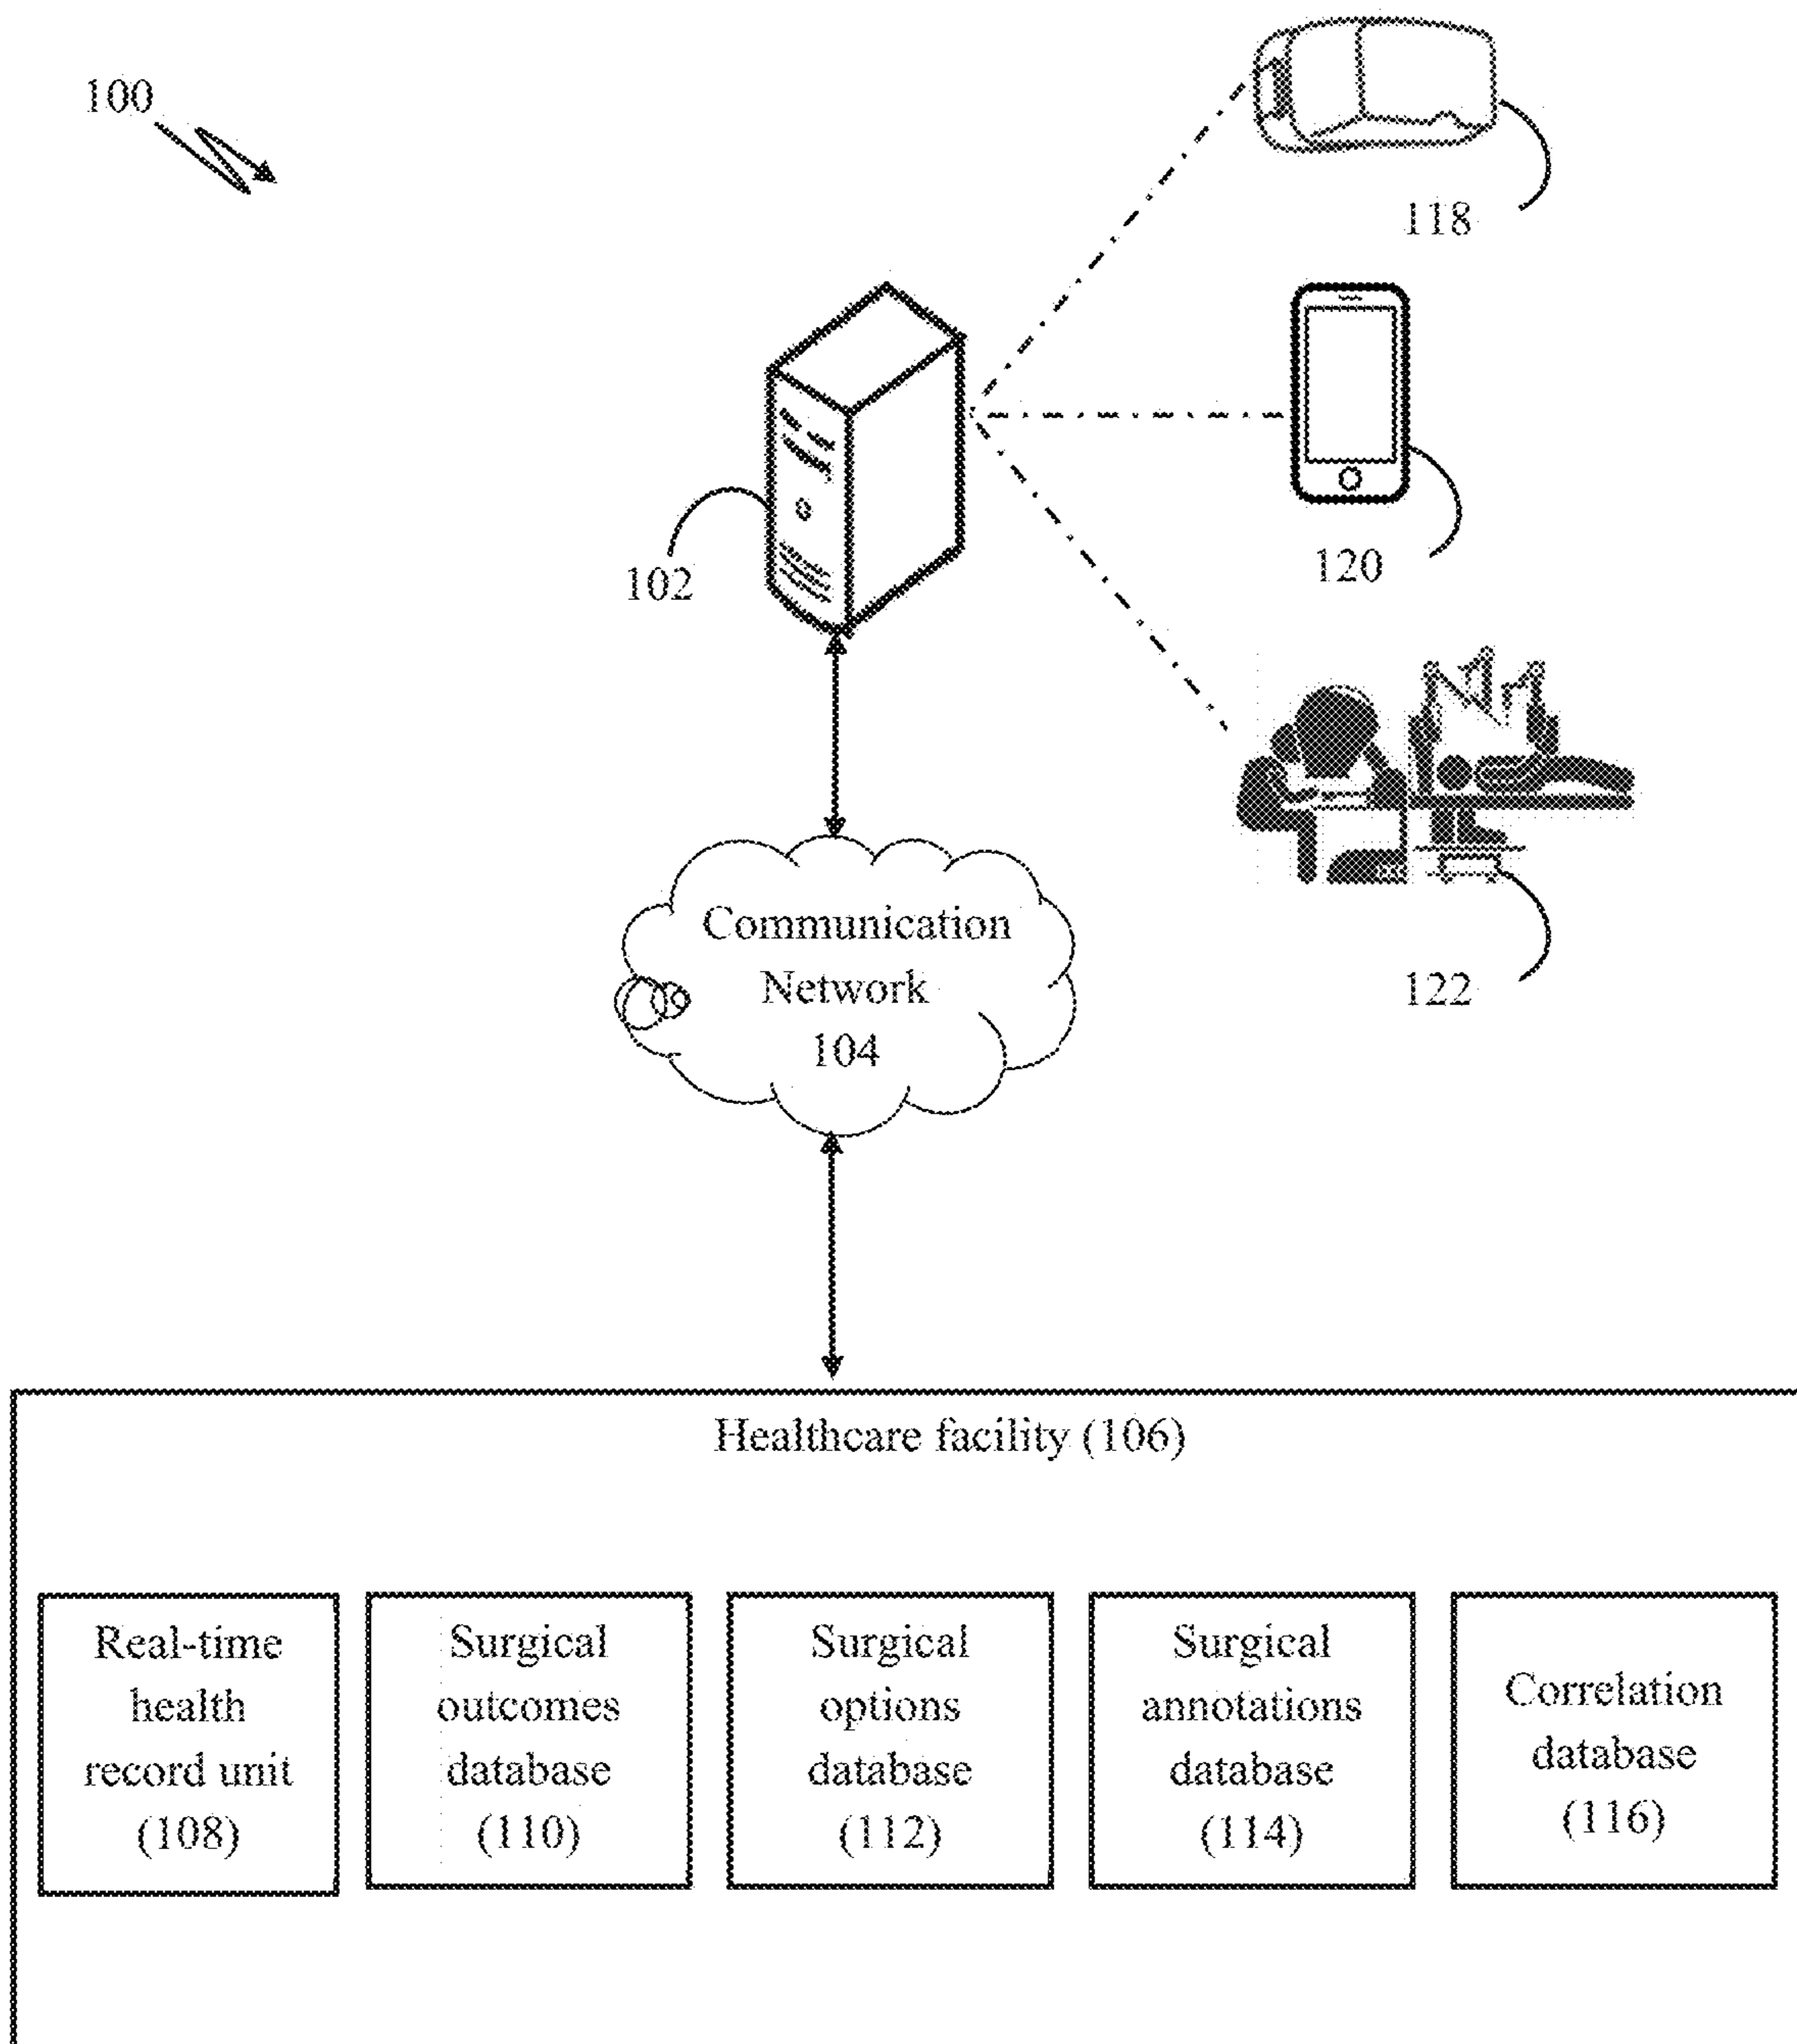 100
118
120
102
122
Communication
Network
104
Healthcare facility (106)
Real-time
health
record unit
(108)
Surgical
outcomes
database
(110)
Surgical
options
database
(112)
Surgical
annotations
database
(114)
Correlation
database
(116)